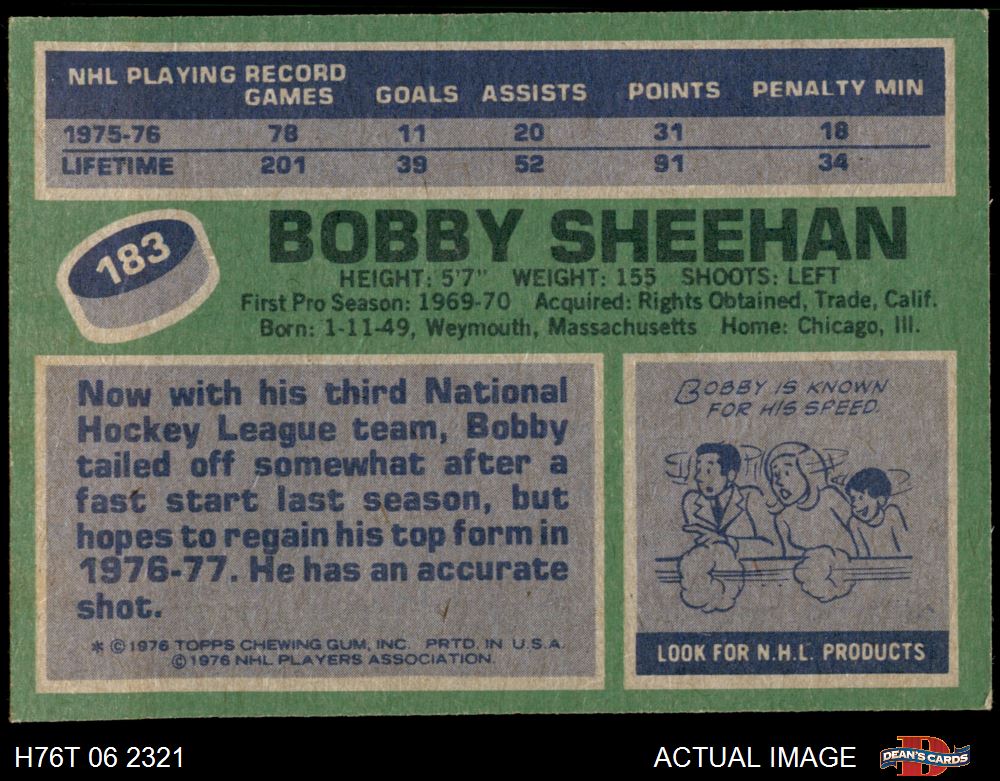 NHL PLAYING RECORD
GAMES GOALS ASSISTS POINTS PENALTY MIN
1975-76 78 11 20 31 18
LIFETIME 201 39 52 91 34
183
BOBBY SHEEHAN
HEIGHT: 5'7" WEIGHT: 155 SHOOTS: LEFT
First Pro Season: 1969-70 Acquired: Rights Obtained, Trade, Calif.
Born: 1-11-49, Weymouth, Massachusetts Home: Chicago, Ill.
Now with his third National
Hockey League team, Bobby
tailed off somewhat after a
fast start last season, but
hopes to regain his top form in
1976-77. He has an accurate
shot.
* ©1976 TOPPS CHEWING GUM, INC. PRTD. IN U.S.A.
©1976 NHL PLAYERS ASSOCIATION.
BOBBY IS KNOWN
FOR HIS SPEED.
LOOK FOR N.H.L. PRODUCTS
H76T 06 2321 ACTUAL IMAGE DEAN'S CARDS